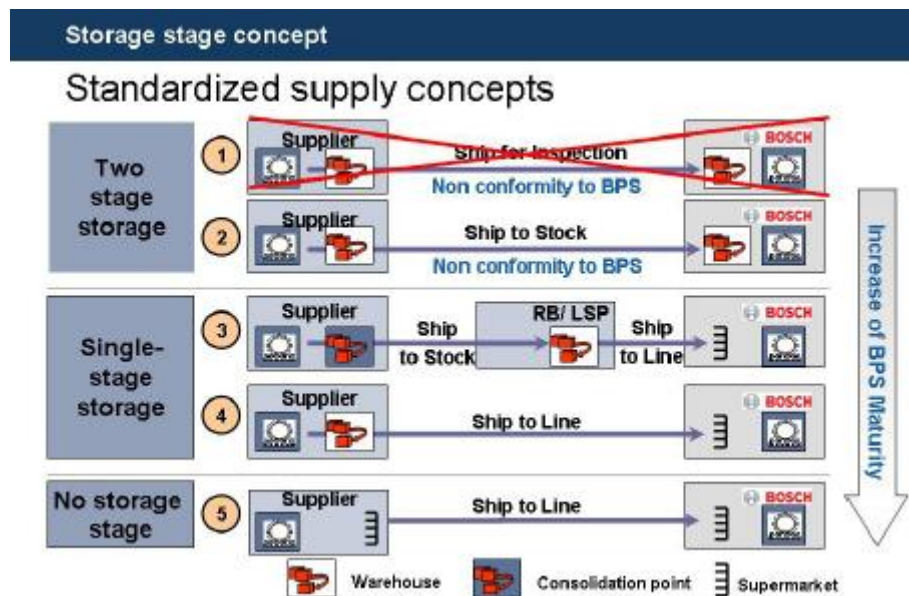 Storage stage concept
Standardized supply concepts
Two
stage
storage
1
Supplier
Ship for Inspection
Non conformity to BPS
BOSCH
2
Supplier
Ship to Stock
Non conformity to BPS
BOSCH
Single-
stage
storage
3
Supplier
Ship
to Stock
RB/ LSP
Ship
to Line
BOSCH
4
Supplier
Ship to Line
BOSCH
No storage
stage
5
Supplier
Ship to Line
BOSCH
Increase of BPS Maturity
Warehouse
Consolidation point
Supermarket